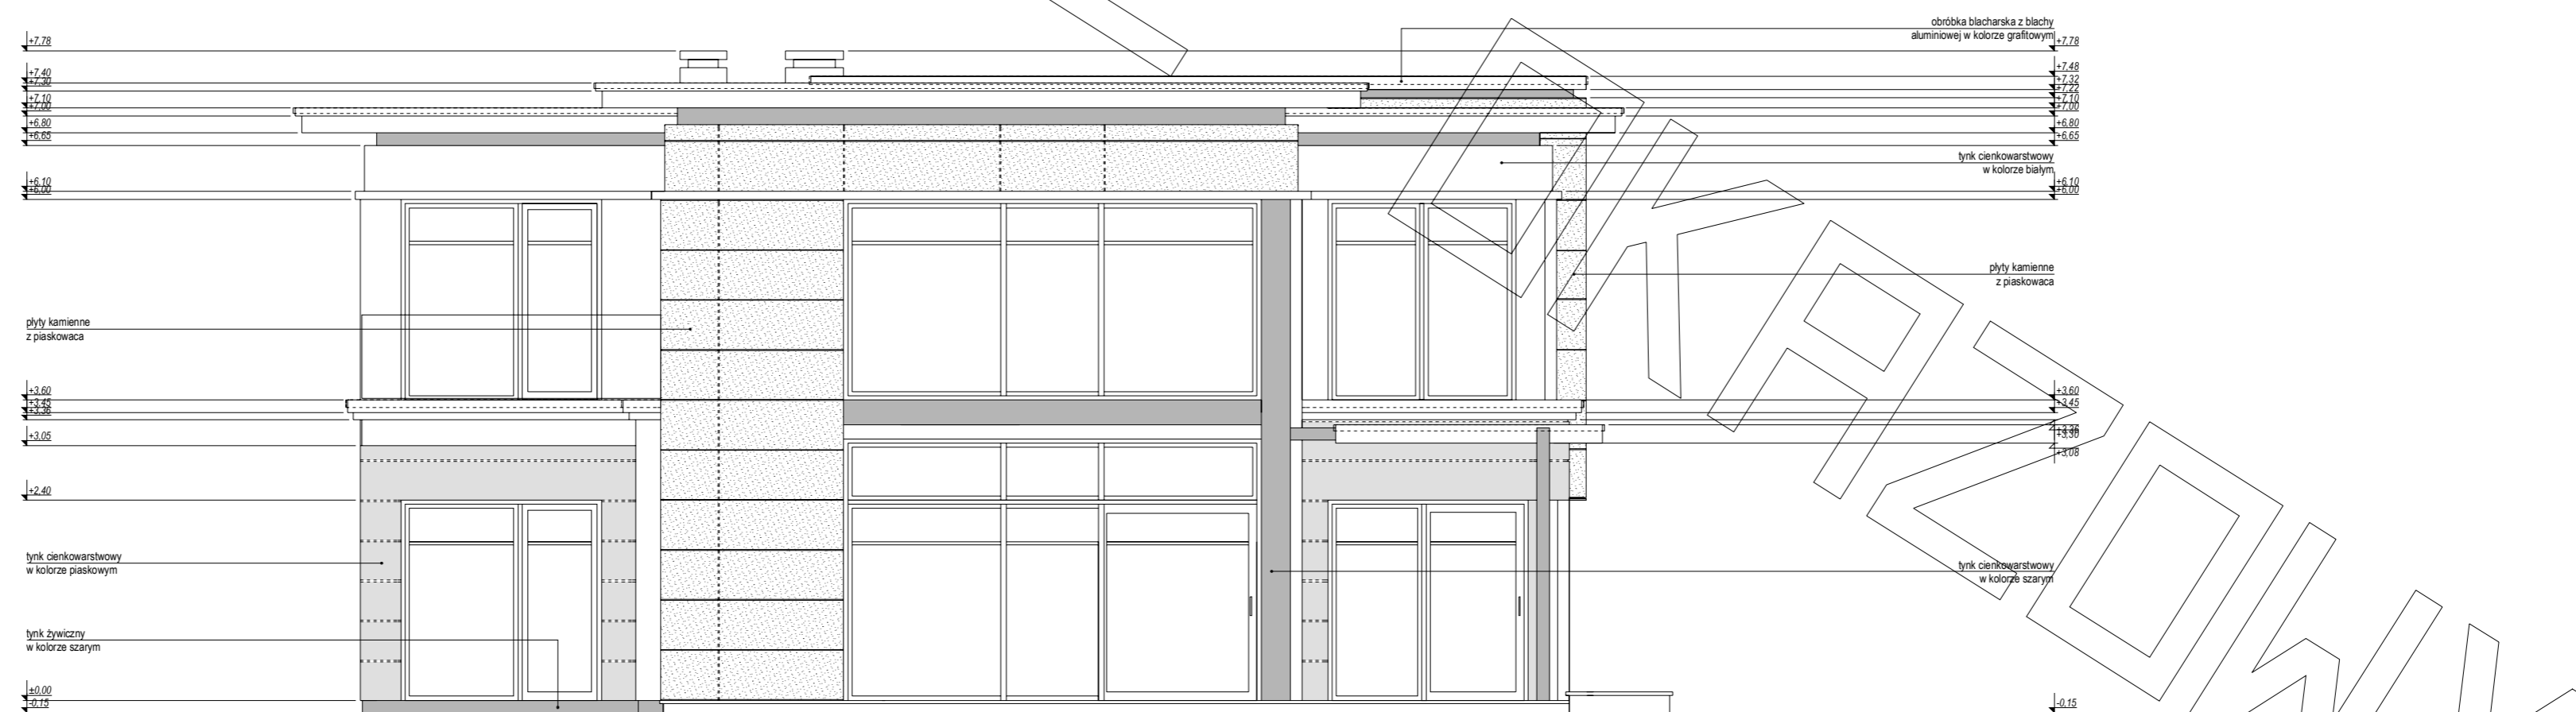 +7,78
+7,40
+7,30
+7,10
+7,00
+6,80
+6,65
+6,10
+6,00
płyty kamienne
z piaskowaca
+3,60
+3,45
+3,36
+3,05
+2,40
tynk cienkowarstwowy
w kolorze piaskowym
tynk żywiczny
w kolorze szarym
±0,00
-0,15
obróbka blacharska z blachy
aluminiowej w kolorze grafitowym
+7,78
+7,48
+7,32
+7,22
+7,10
+7,00
+6,80
+6,65
tynk cienkowarstwowy
w kolorze białym
+6,10
+6,00
płyty kamienne
z piaskowaca
+3,60
+3,45
+3,36
+3,30
+3,08
tynk cienkowarstwowy
w kolorze szarym
-0,15
OKAZOWY